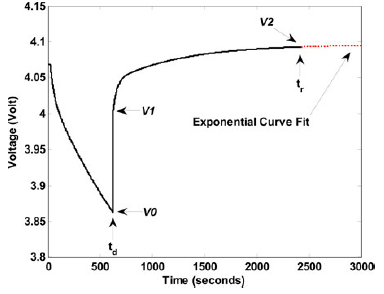 4.15
V2
4.1
4.05
t_r
4
V1
Exponential Curve Fit
3.95
3.9
V0
3.85
t_d
3.8
0 500 1000 1500 2000 2500 3000
Time (seconds)
Voltage (Volt)